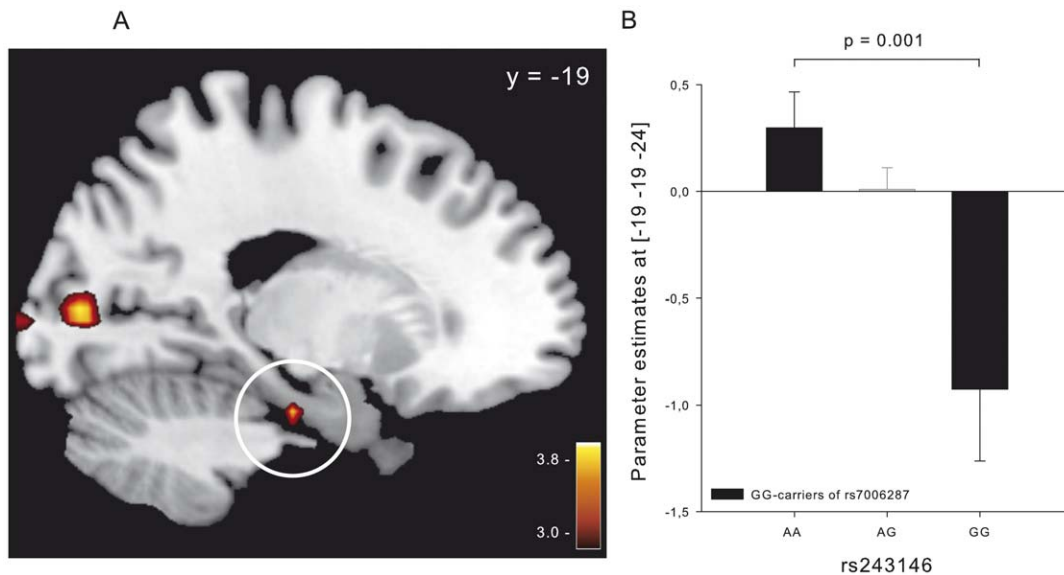 A
y = -19
3.8 -
3.0 -
B
p = 0.001
Parameter estimates at [-19 -19 -24]
0,5
0,0
-0,5
-1,0
-1,5
GG-carriers of rs7006287
AA AG GG
rs243146